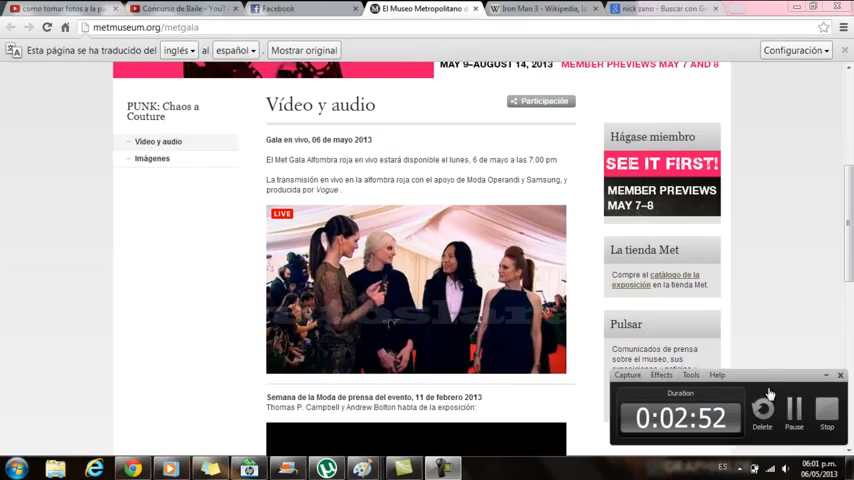 como tomar fotos a la p
Concurso de Baile - YouT
Facebook
El Museo Metropolitano d
Iron Man 3 - Wikipedia, la
nick zano - Buscar con Go
metmuseum.org/metgala
Esta página se ha traducido del inglés al español Mostrar original Configuración
MAY 9–AUGUST 14, 2013 MEMBER PREVIEWS MAY 7 AND 8
PUNK: Chaos a
Couture
Vídeo y audio
Imágenes
Vídeo y audio
Participación
Gala en vivo, 06 de mayo 2013
El Met Gala Alfombra roja en vivo estará disponible el lunes, 6 de mayo a las 7:00 pm
La transmisión en vivo en la alfombra roja con el apoyo de Moda Operandi y Samsung, y
producida por Vogue .
LIVE
Semana de la Moda de prensa del evento, 11 de febrero 2013
Thomas P. Campbell y Andrew Bolton habla de la exposición:
Hágase miembro
SEE IT FIRST!
MEMBER PREVIEWS
MAY 7–8
La tienda Met
Compre el catálogo de la
exposición en la tienda Met.
Pulsar
Comunicados de prensa
sobre el museo, sus
Capture Effects Tools Help
Duration
0:02:52
Delete Pause Stop
ES
06:01 p.m.
06/05/2013